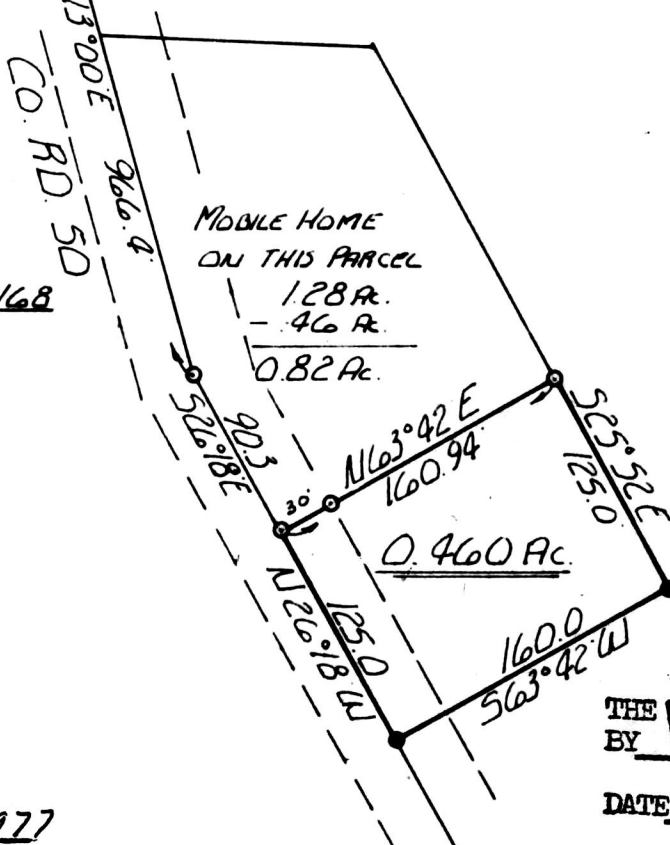 13°00'E 966.4'
CO. RD. 50
168
MOBILE HOME
ON THIS PARCEL
1.28 Ac.
- .46 Ac.
0.82 Ac.
90.3
S26°18'E
30'
N63°42'E
160.94'
S25°52'E
125.0'
0.460 Ac.
N26°18'W
125.0
160.0
S63°42'W
THE
BY
DATE
977